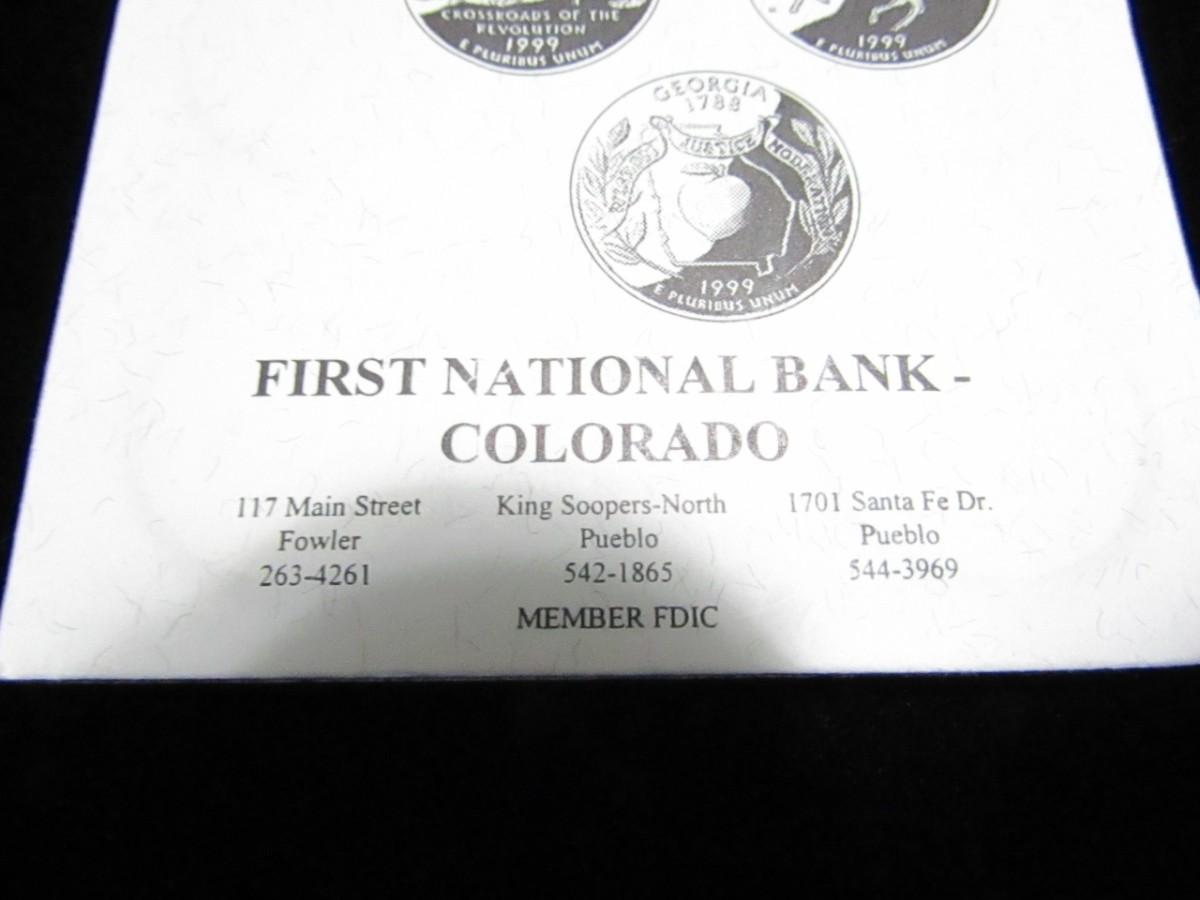 CROSSROADS OF THE
REVOLUTION
1999
E PLURIBUS UNUM
1999
E PLURIBUS UNUM
GEORGIA
1788
WISDOM JUSTICE MODERATION
1999
E PLURIBUS UNUM
FIRST NATIONAL BANK -
COLORADO
117 Main Street King Soopers-North 1701 Santa Fe Dr.
Fowler Pueblo Pueblo
263-4261 542-1865 544-3969
MEMBER FDIC